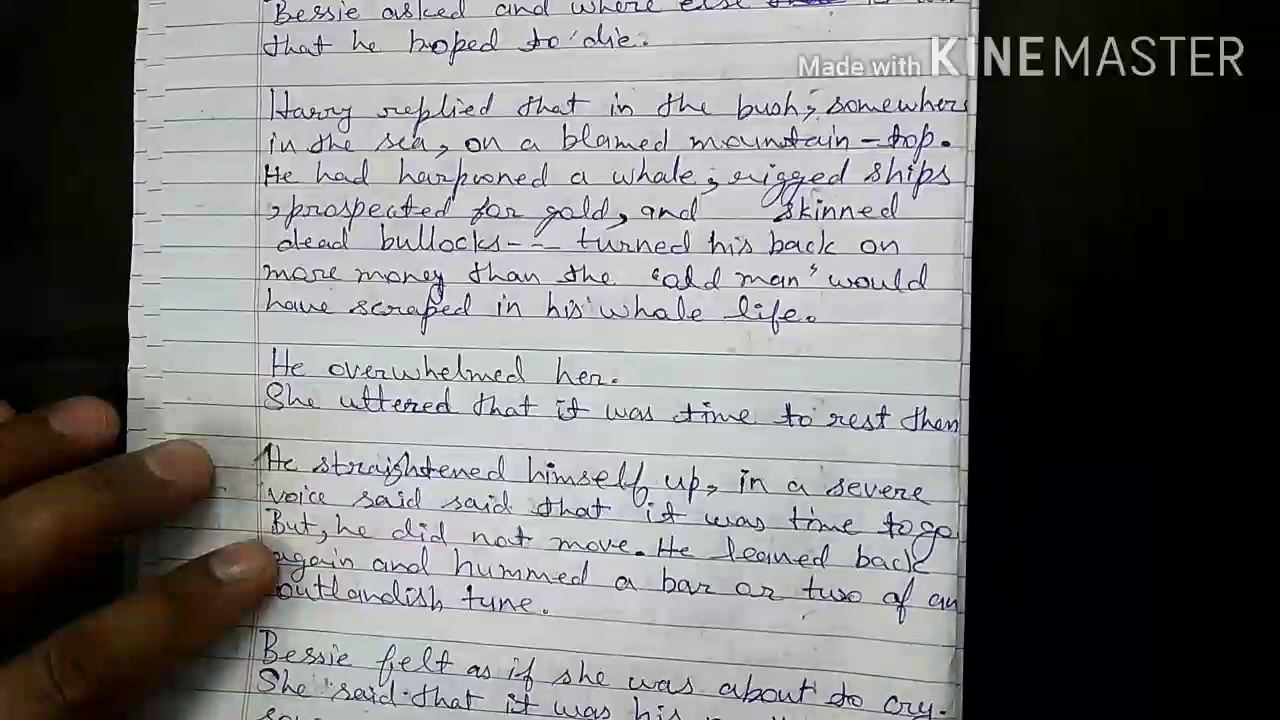 Bessie asked and where else
that he hoped to die.
Made with KINEMASTER
Harry replied that in the bush; somewhere
in the sea, on a blamed mountain-top.
He had harpooned a whale; rigged ships
,prospected for gold, and skinned
dead bullocks--- turned his back on
more money than the "old man" would
have scraped in his whole life.
He overwhelmed her.
She uttered that it was time to rest then
He straightened himself up, in a severe
voice said said that it was time to go
But, he did not move. He leaned back
again and hummed a bar or two of an
outlandish tune.
Bessie felt as if she was about to cry.
She said that it was his